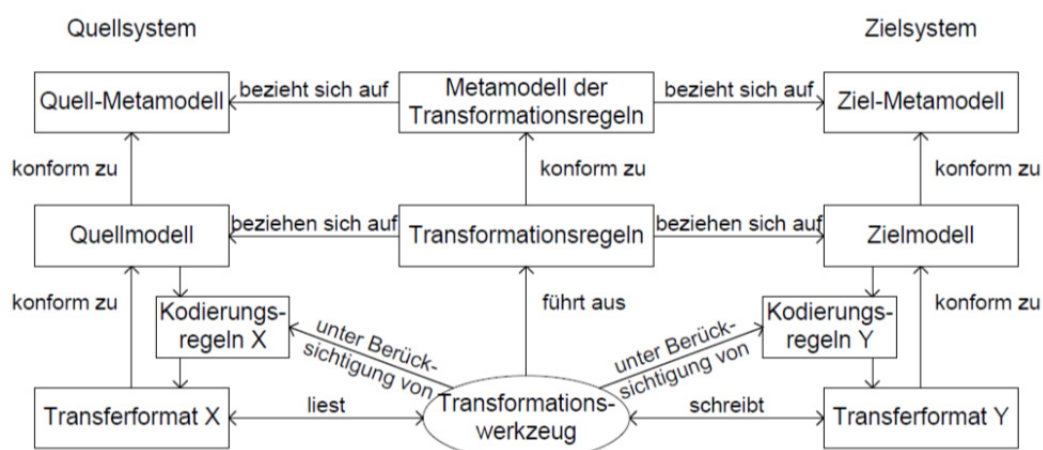 Quellsystem
Zielsystem
Quell-Metamodell
bezieht sich auf
Metamodell der
Transformationsregeln
bezieht sich auf
Ziel-Metamodell
konform zu
konform zu
konform zu
Quellmodell
beziehen sich auf
Transformationsregeln
beziehen sich auf
Zielmodell
konform zu
Kodierungs-
regeln X
unter Berück-
sichtigung von
führt aus
unter Berück-
sichtigung von
Kodierungs-
regeln Y
konform zu
Transferformat X
liest
Transformations-
werkzeug
schreibt
Transferformat Y